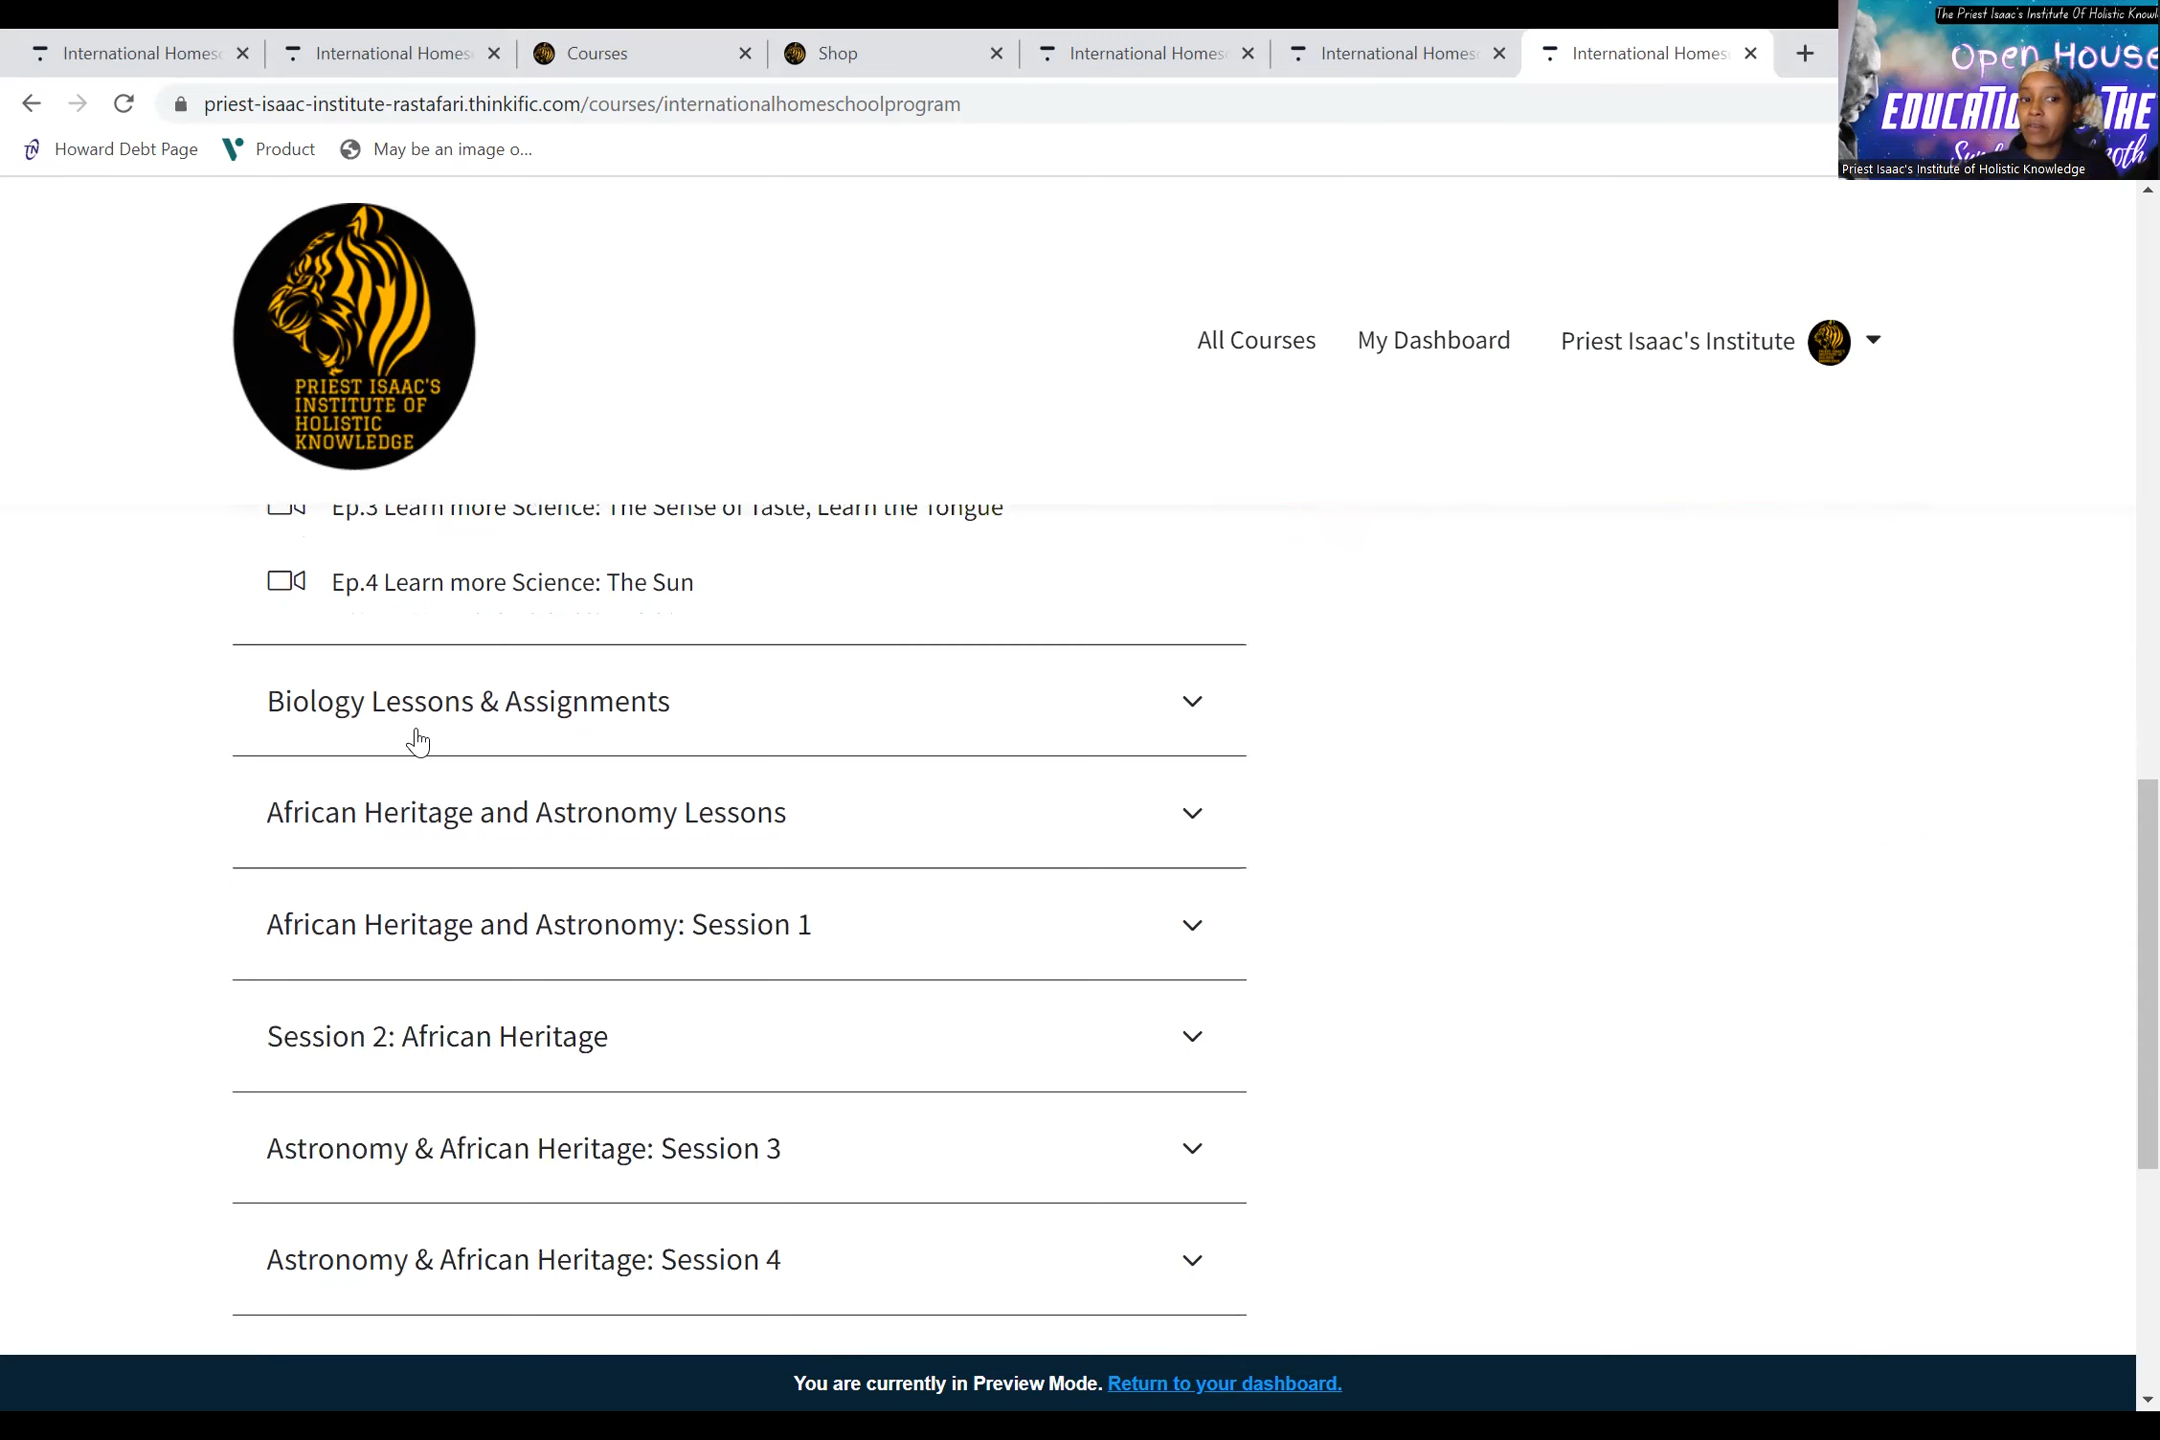 International Homes
International Homes
Courses
Shop
International Homes
International Homes
International Homes
priest-isaac-institute-rastafari.thinkific.com/courses/internationalhomeschoolprogram
Howard Debt Page
Product
May be an image o...
The Priest Isaac's Institute Of Holistic
Open House
THE
Priest Isaac's Institute of Holistic Knowledge
PRIEST ISAAC'S
INSTITUTE OF
HOLISTIC
KNOWLEDGE
All Courses
My Dashboard
Priest Isaac's Institute
Ep.3 Learn more Science: The Sense of Taste, Learn the Tongue
Ep.4 Learn more Science: The Sun
Biology Lessons & Assignments
African Heritage and Astronomy Lessons
African Heritage and Astronomy: Session 1
Session 2: African Heritage
Astronomy & African Heritage: Session 3
Astronomy & African Heritage: Session 4
You are currently in Preview Mode. Return to your dashboard.